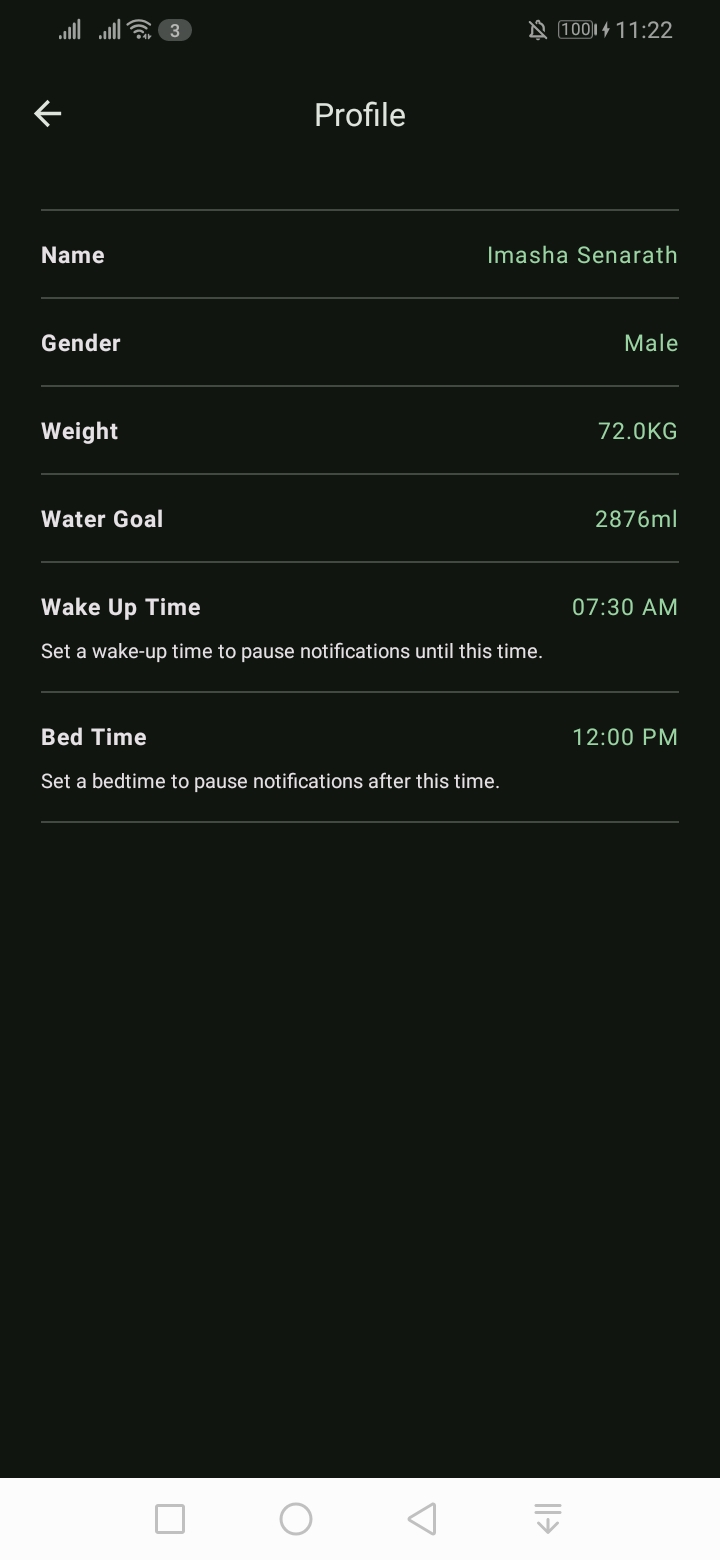 3 100 11:22
Profile
Name Imasha Senarath
Gender Male
Weight 72.0KG
Water Goal 2876ml
Wake Up Time 07:30 AM
Set a wake-up time to pause notifications until this time.
Bed Time 12:00 PM
Set a bedtime to pause notifications after this time.